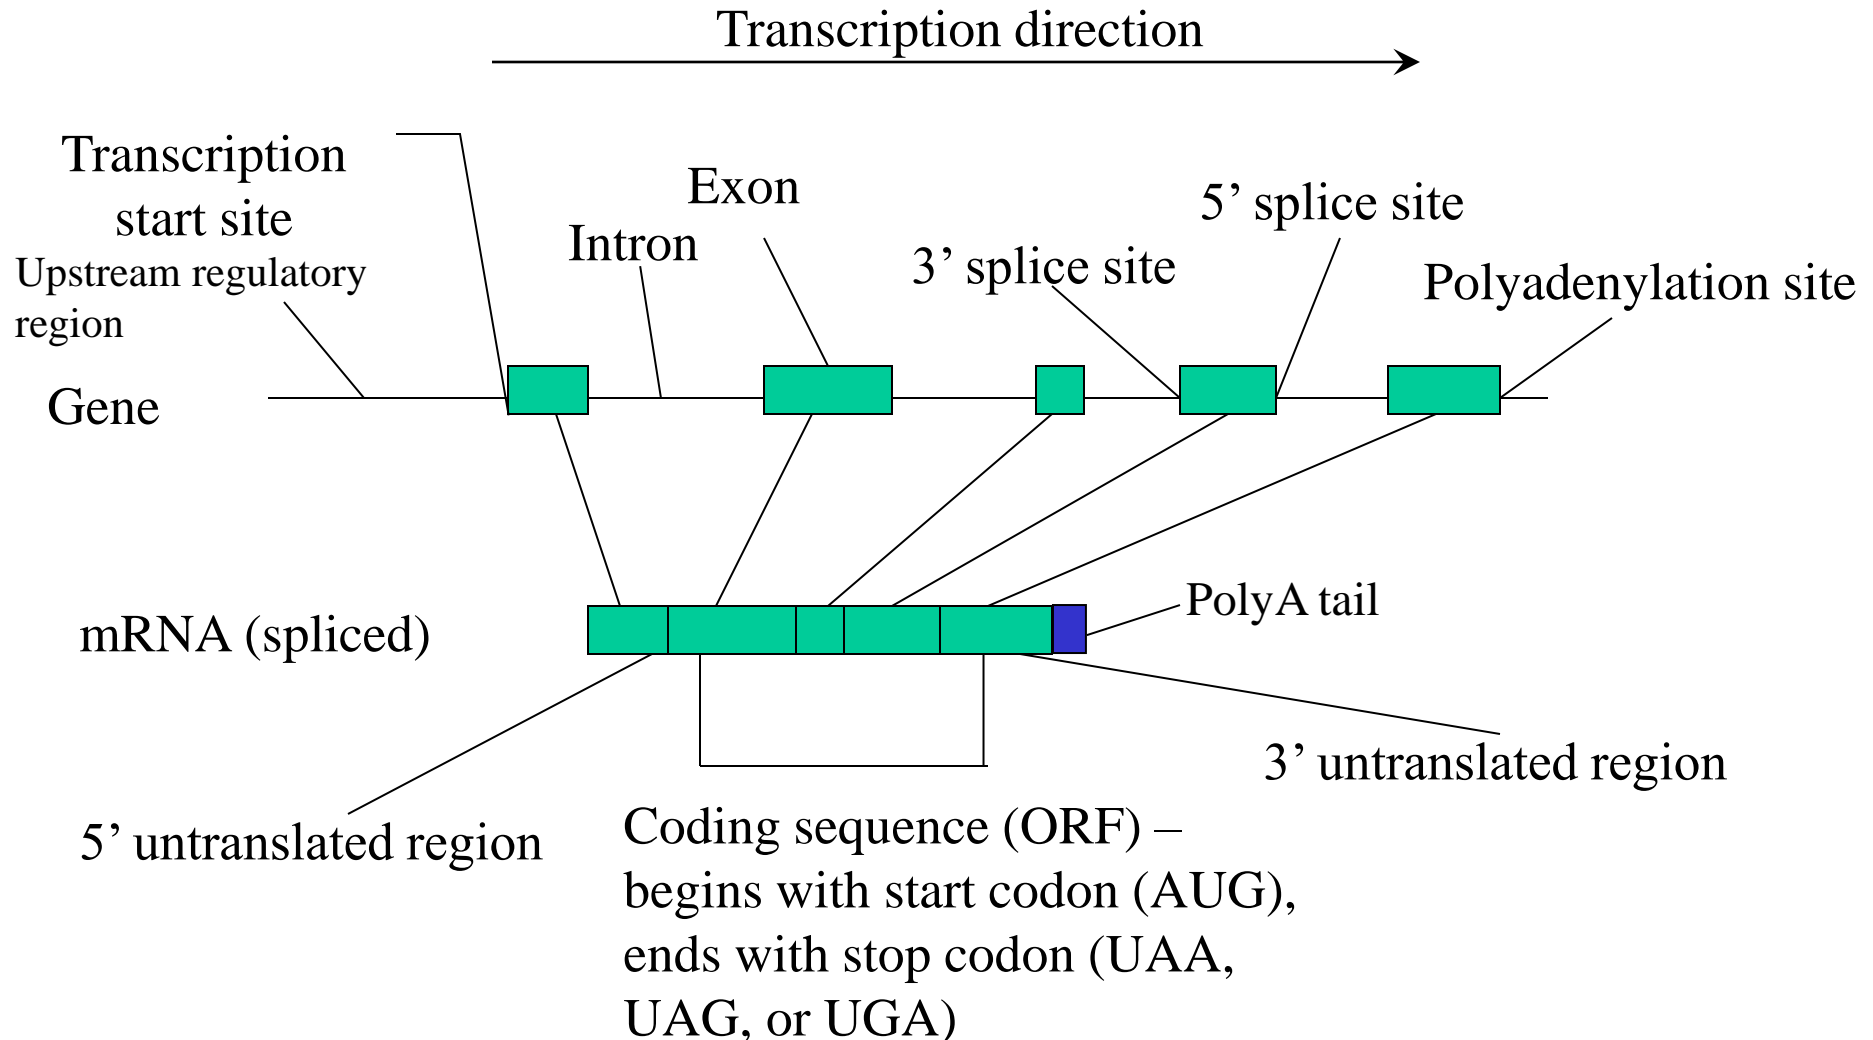 Transcription direction
Transcription
start site
Exon
5’ splice site
Intron
3’ splice site
Upstream regulatory
region
Polyadenylation site
Gene
PolyA tail
mRNA (spliced)
3’ untranslated region
5’ untranslated region
Coding sequence (ORF) –
begins with start codon (AUG),
ends with stop codon (UAA,
UAG, or UGA)